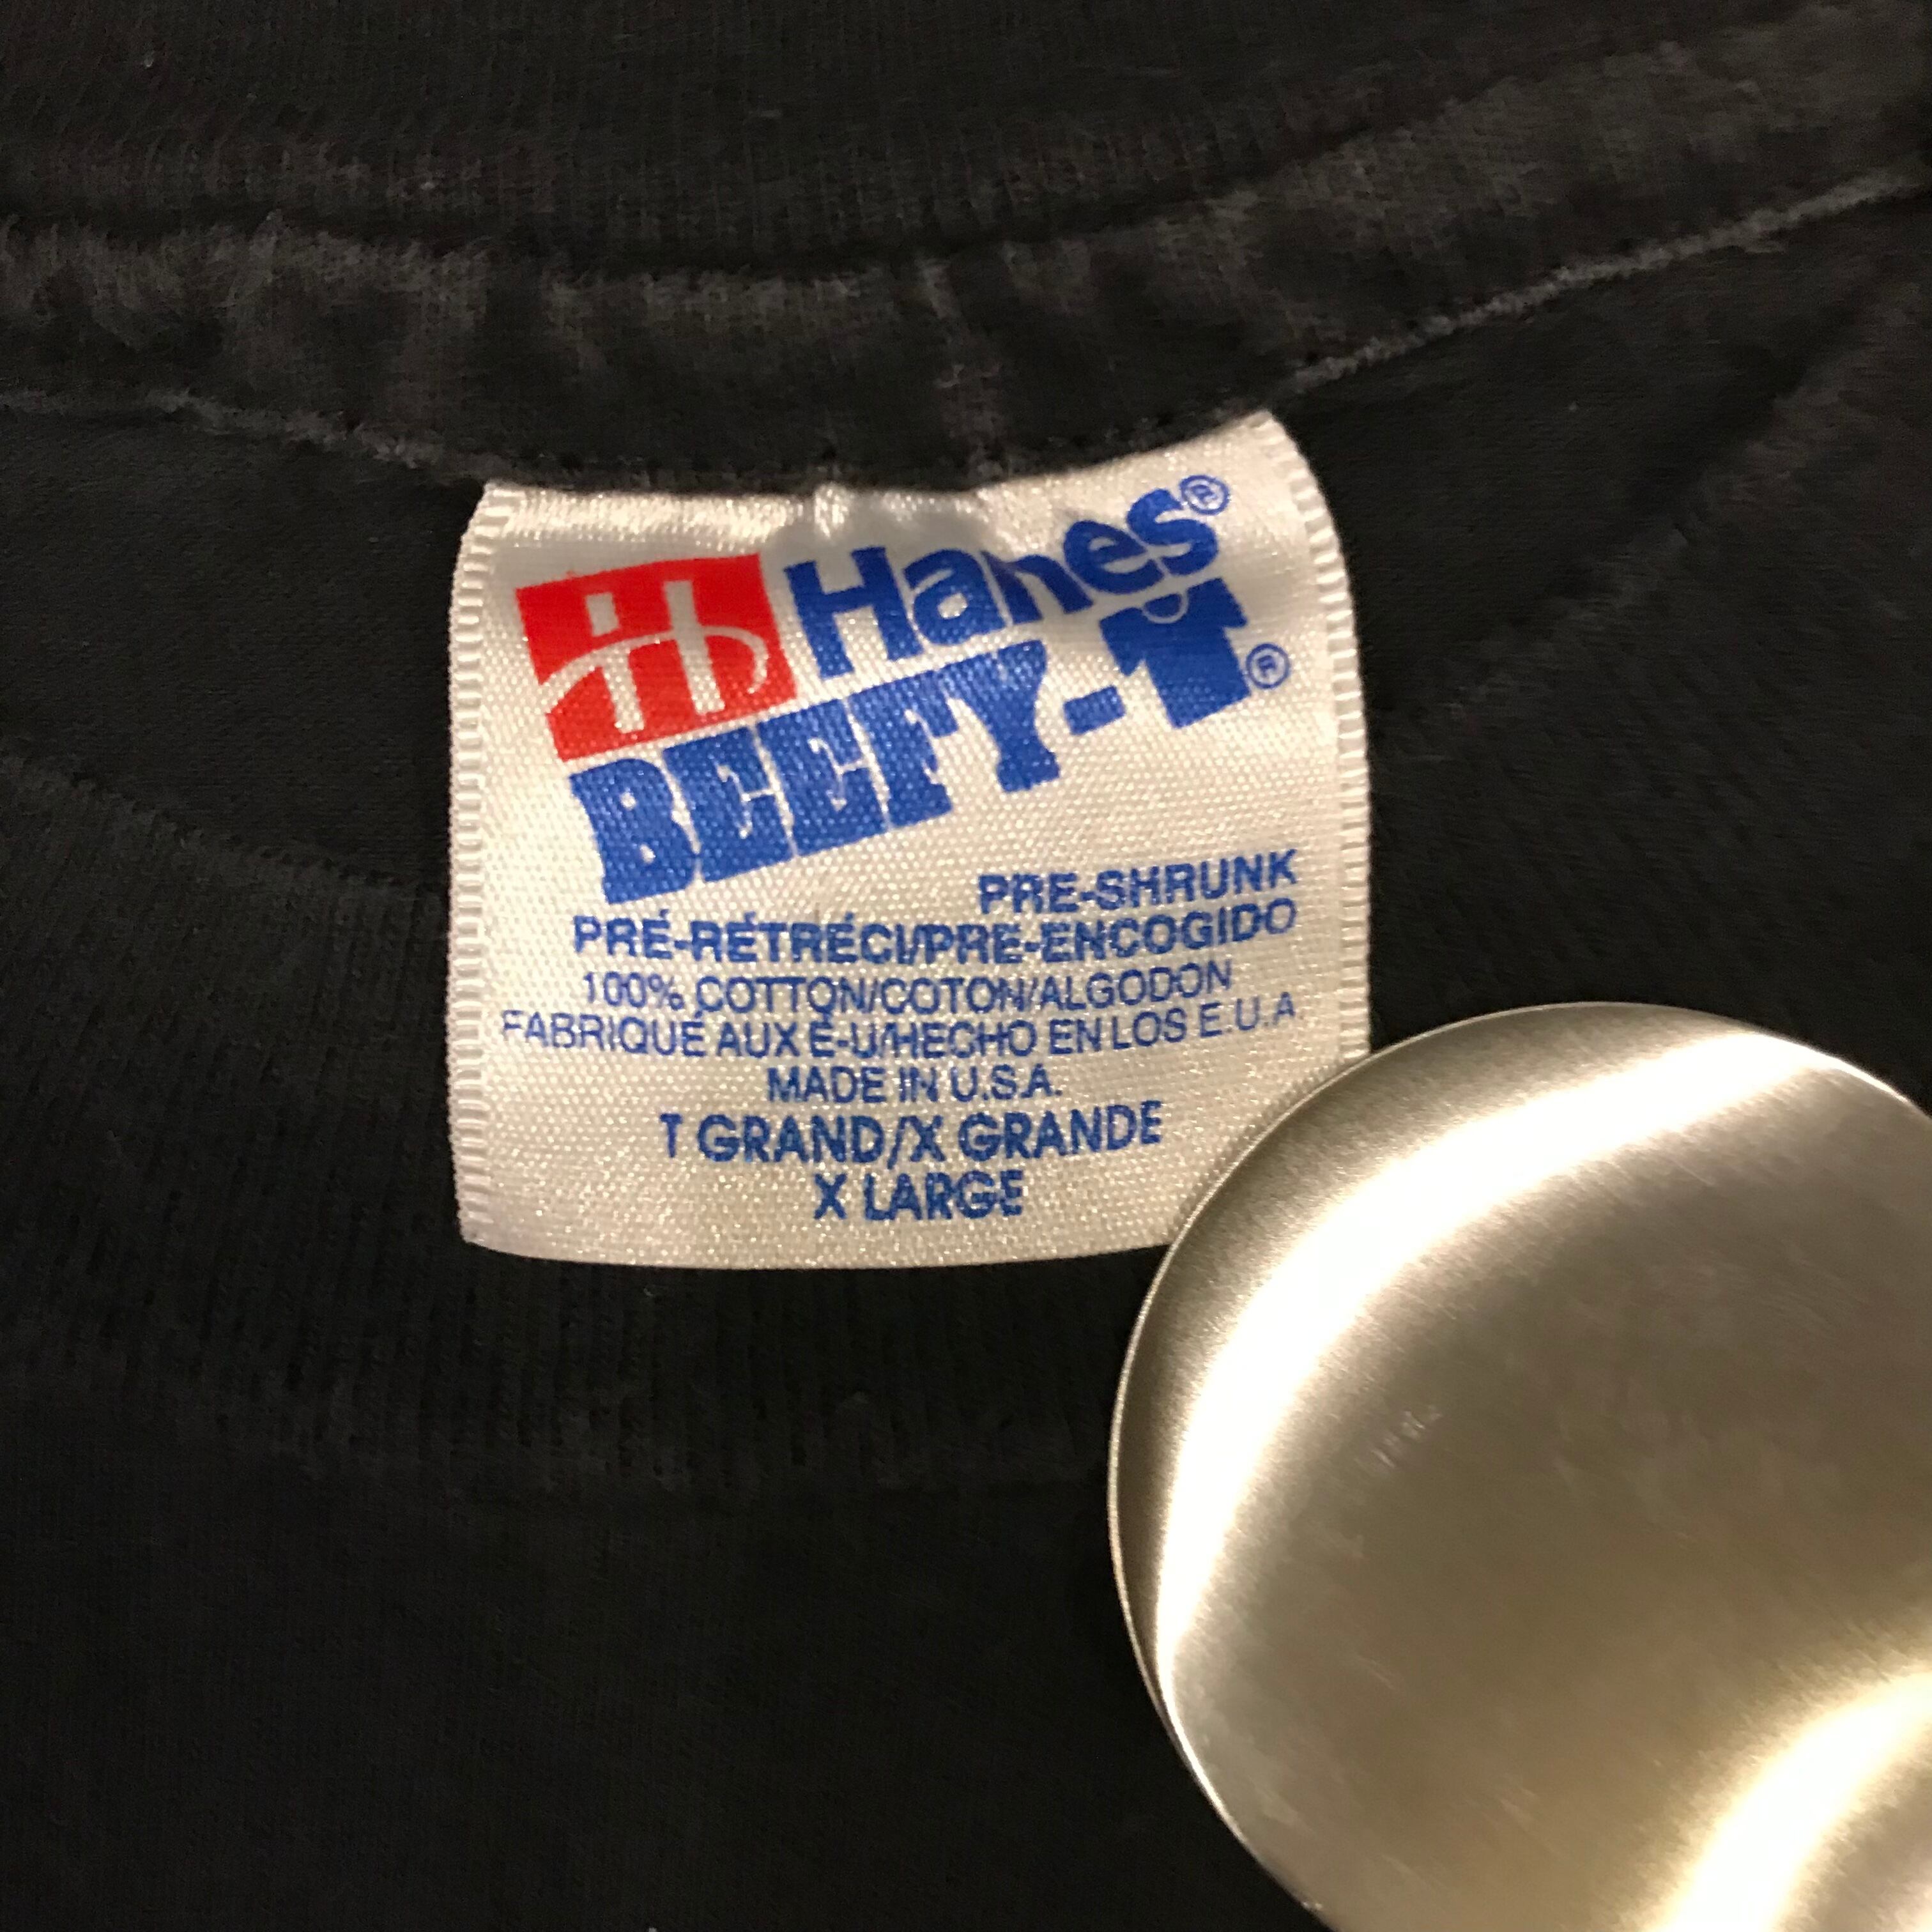 Hanes®
BEEFY-T®
PRE-SHRUNK
PRÉ-RÉTRÉCI/PRE-ENCOGIDO
100% COTTON/COTON/ALGODON
FABRIQUÉ AUX É-U/HECHO EN LOS E.U.A.
MADE IN U.S.A.
T GRAND/X GRANDE
X LARGE